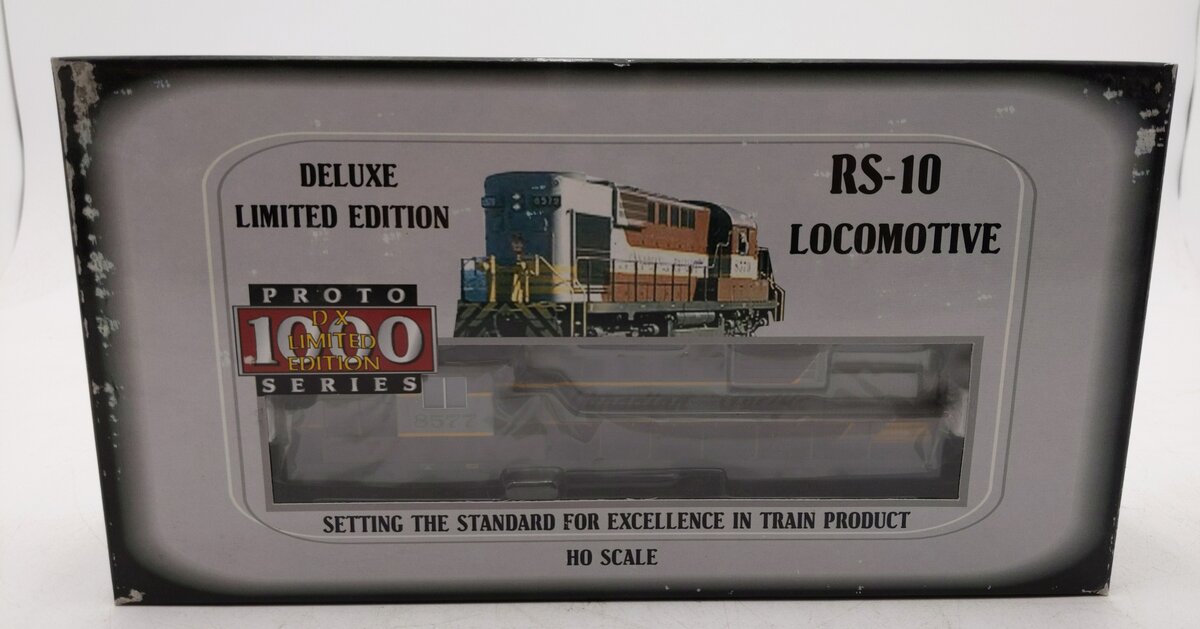 DELUXE
LIMITED EDITION
RS-10
LOCOMOTIVE
PROTO
1000
DX
LIMITED
EDITION
SERIES
8577
SETTING THE STANDARD FOR EXCELLENCE IN TRAIN PRODUCT
HO SCALE